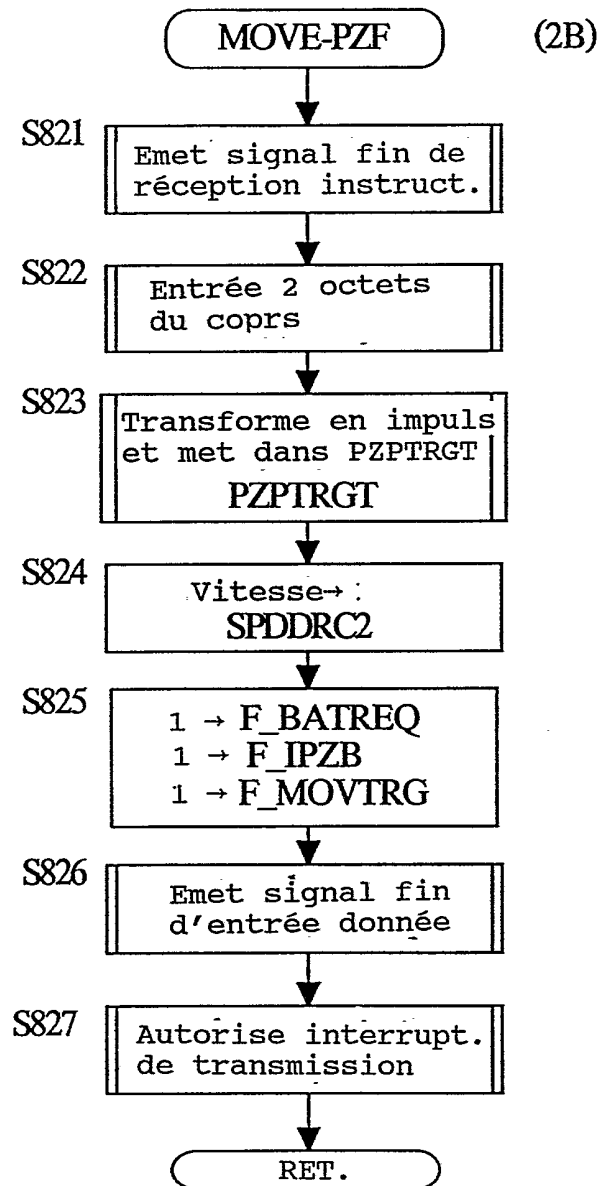 MOVE-PZF
(2B)
S821
Emet signal fin de
réception instruct.
S822
Entrée 2 octets
du coprs
S823
Transforme en impuls
et met dans PZPTRGT
PZPTRGT
S824
Vitesse→:
SPDDRC2
S825
1 → F_BATREQ
1 → F_IPZB
1 → F_MOVTRG
S826
Emet signal fin
d'entrée donnée
S827
Autorise interrupt.
de transmission
RET.